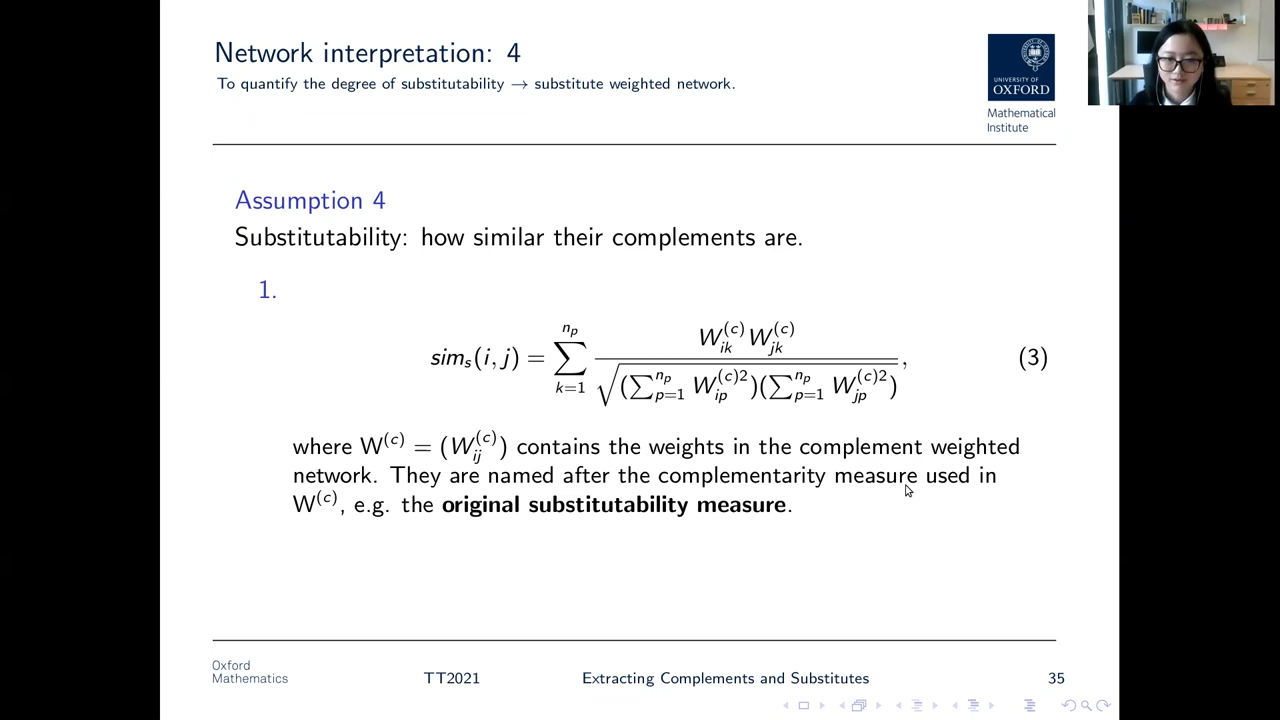 Network interpretation: 4
To quantify the degree of substitutability → substitute weighted network.
UNIVERSITY OF
OXFORD
Mathematical
Institute
Assumption 4
Substitutability: how similar their complements are.
1.
sim_s(i, j) = \sum_{k=1}^{n_p} \frac{W_{ik}^{(c)} W_{jk}^{(c)}}{\sqrt{(\sum_{p=1}^{n_p} W_{ip}^{(c)2})(\sum_{p=1}^{n_p} W_{jp}^{(c)2})}}, (3)
where W^{(c)} = (W_{ij}^{(c)}) contains the weights in the complement weighted
network. They are named after the complementarity measure used in
W^{(c)}, e.g. the original substitutability measure.
Oxford
Mathematics
TT2021
Extracting Complements and Substitutes
35